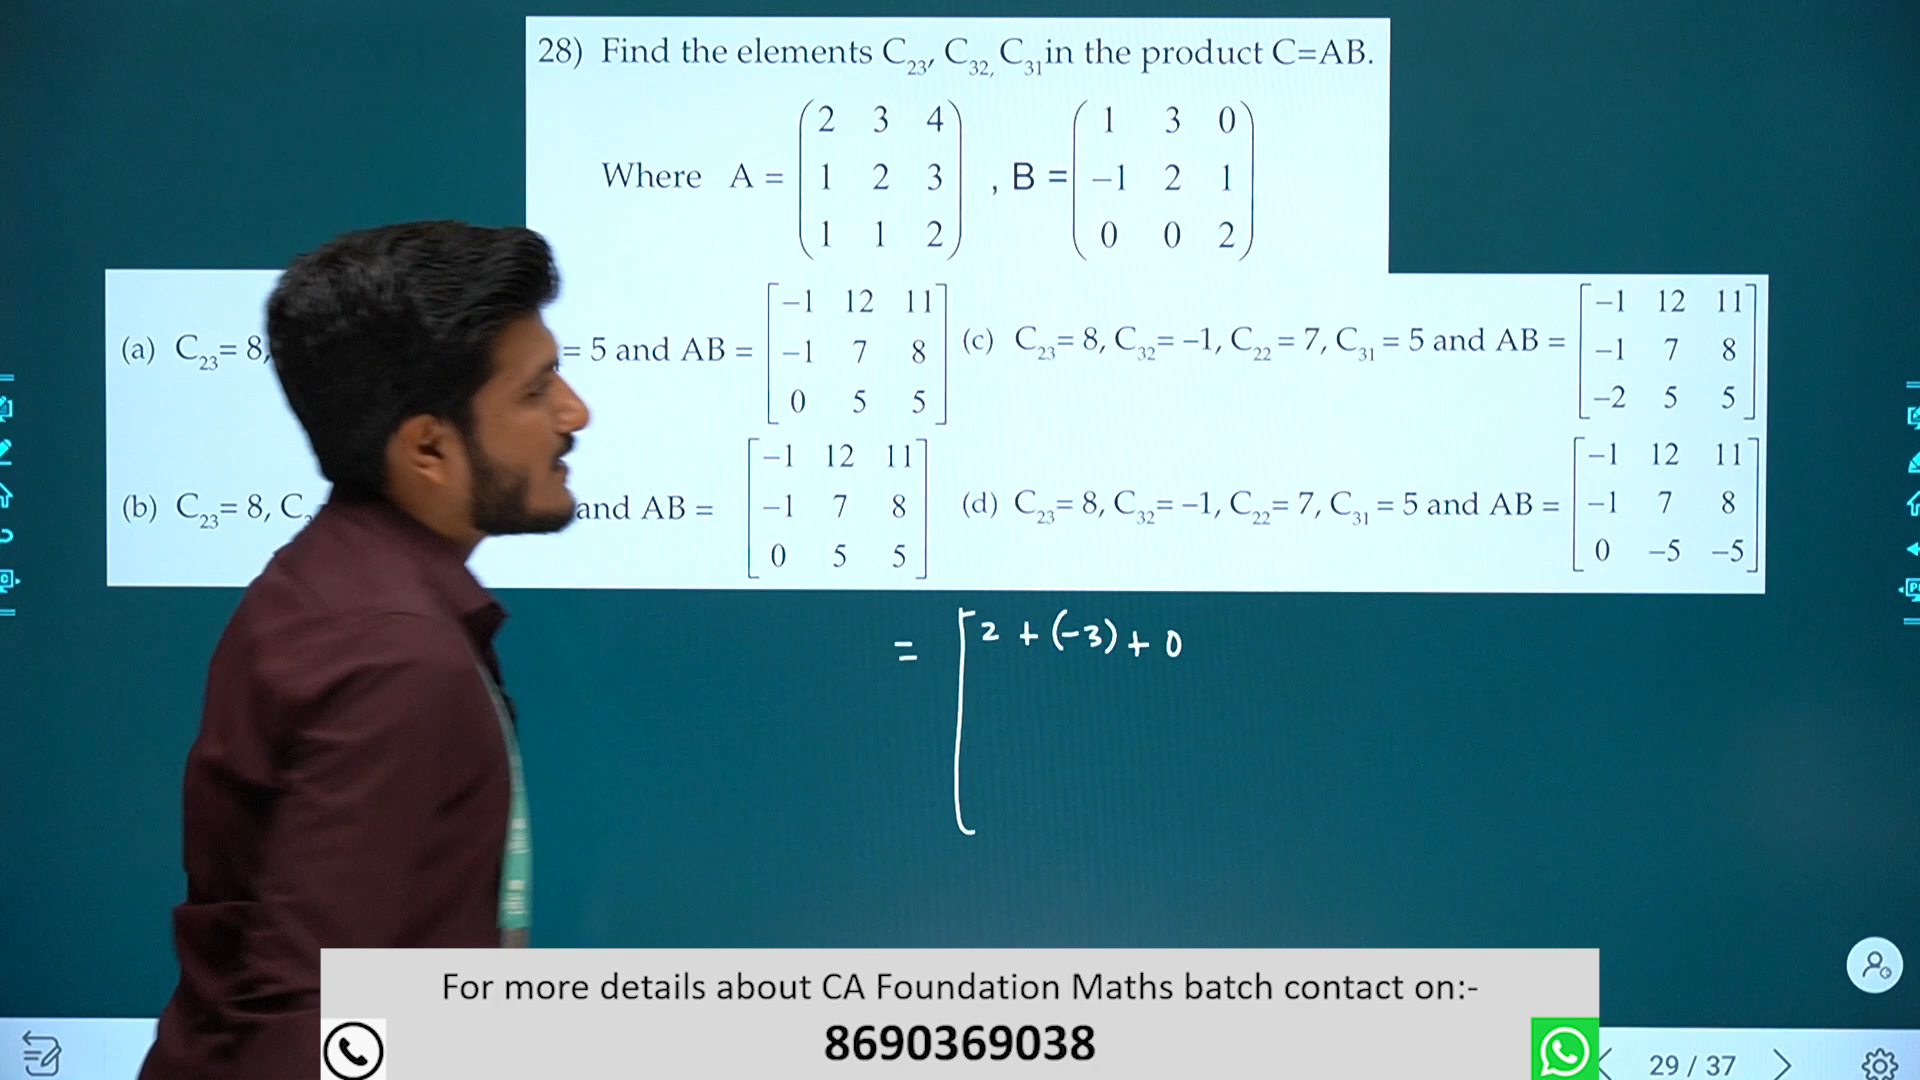 28) Find the elements C23, C32, C31 in the product C=AB.
Where A = (2 3 4
1 2 3
1 1 2)
, B = (1 3 0
−1 2 1
0 0 2)
(a) C23= 8, = 5 and AB = [−1 12 11
−1 7 8
0 5 5]
(c) C23= 8, C32= −1, C22 = 7, C31 = 5 and AB = [−1 12 11
−1 7 8
−2 5 5]
(b) C23= 8, C and AB = [−1 12 11
−1 7 8
0 5 5]
(d) C23= 8, C32= −1, C22= 7, C31 = 5 and AB = [−1 12 11
−1 7 8
0 −5 −5]
= [2 + (-3) + 0
For more details about CA Foundation Maths batch contact on:-
8690369038
29 / 37